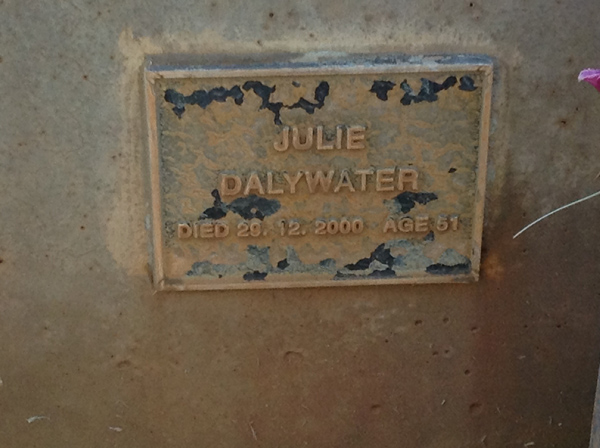 JULIE
DALYWATER
DIED 20. 12. 2000 AGE 51